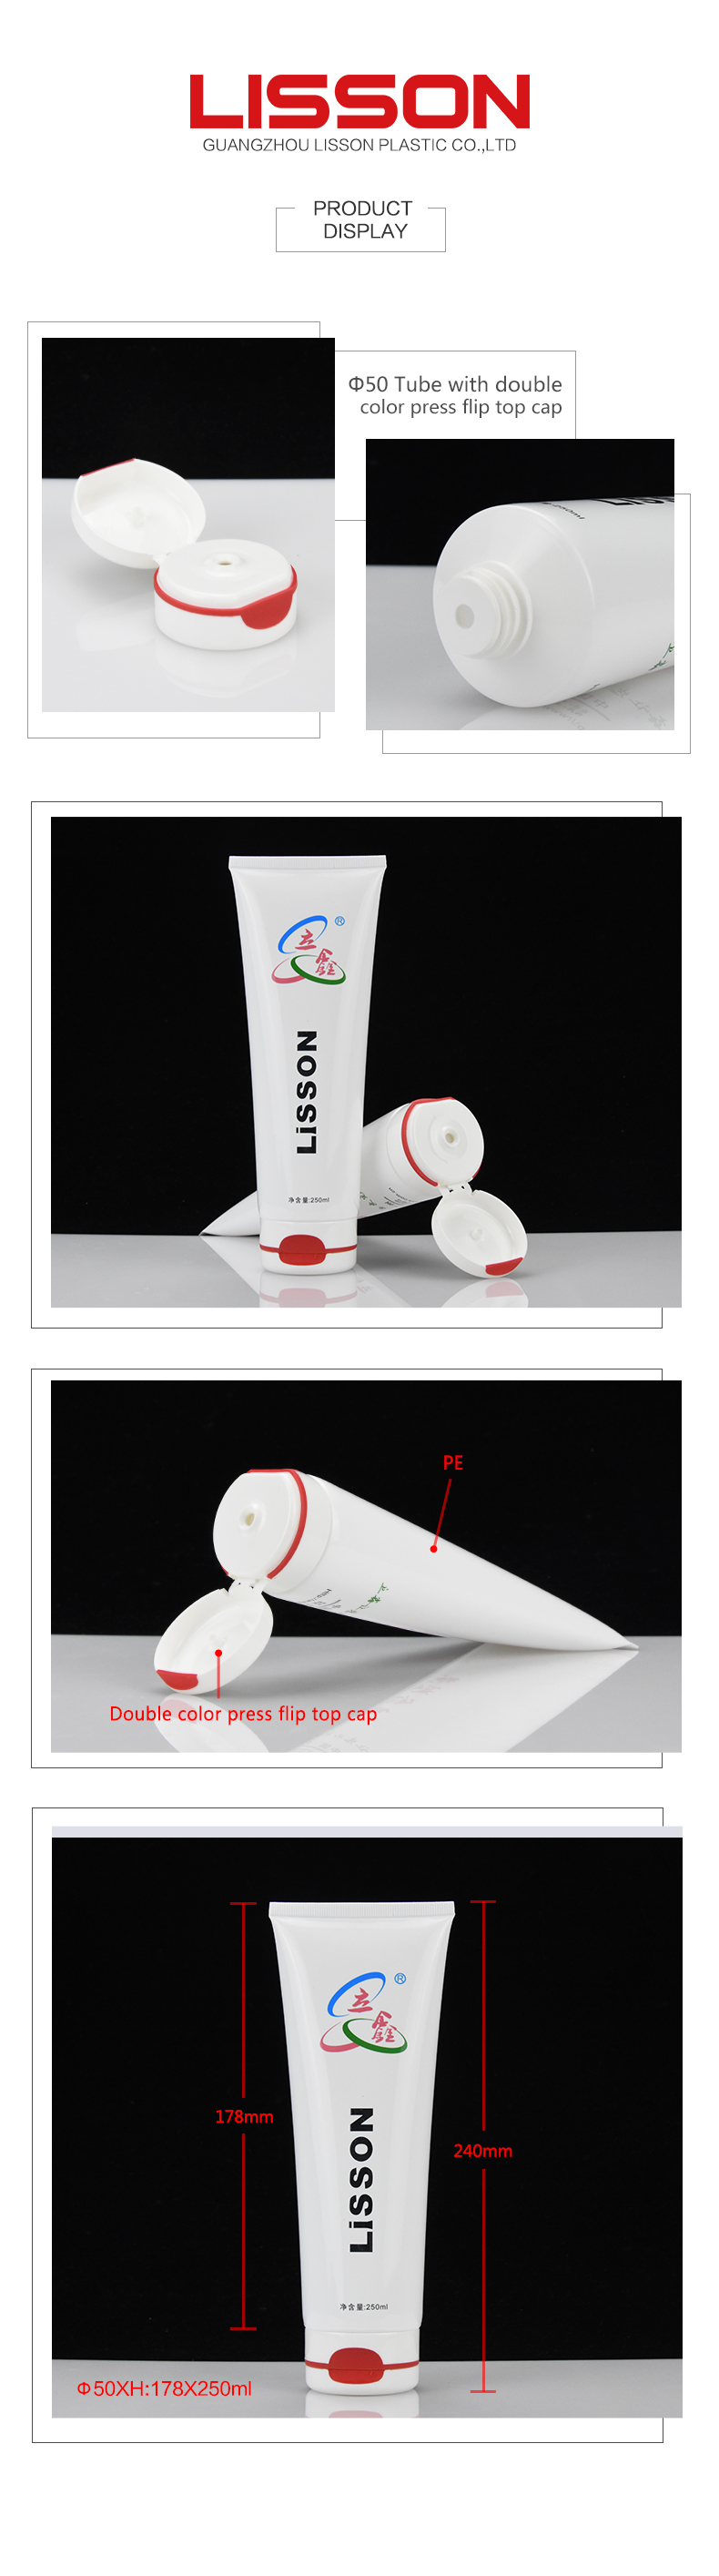 LISSON
GUANGZHOU LISSON PLASTIC CO.,LTD
PRODUCT
DISPLAY
Φ50 Tube with double
color press flip top cap
立
鑫
®
LiSSON
净含量:250ml
PE
Double color press flip top cap
立
鑫
®
LiSSON
净含量:250ml
178mm
240mm
Φ50XH:178X250ml